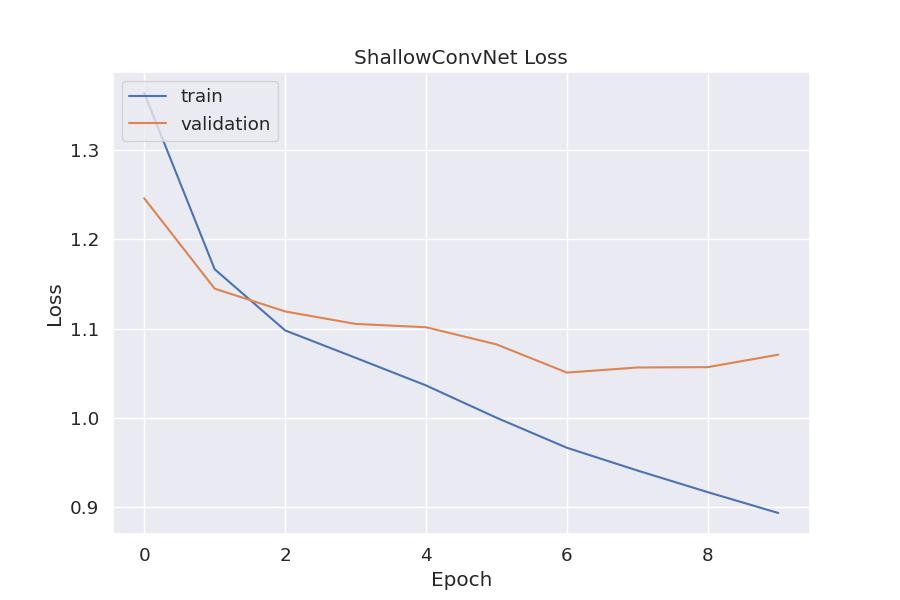 ShallowConvNet Loss
train
validation
1.3
1.2
1.1
1.0
0.9
Loss
0 2 4 6 8
Epoch